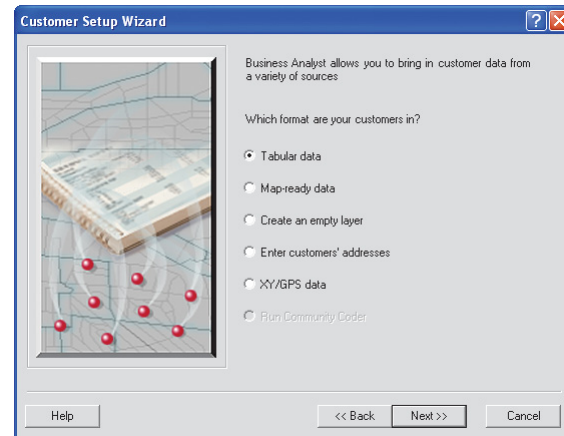 Customer Setup Wizard
Business Analyst allows you to bring in customer data from
a variety of sources
Which format are your customers in?
Tabular data
Map-ready data
Create an empty layer
Enter customers' addresses
XY/GPS data
Run Community Coder
Help
<< Back
Next >>
Cancel